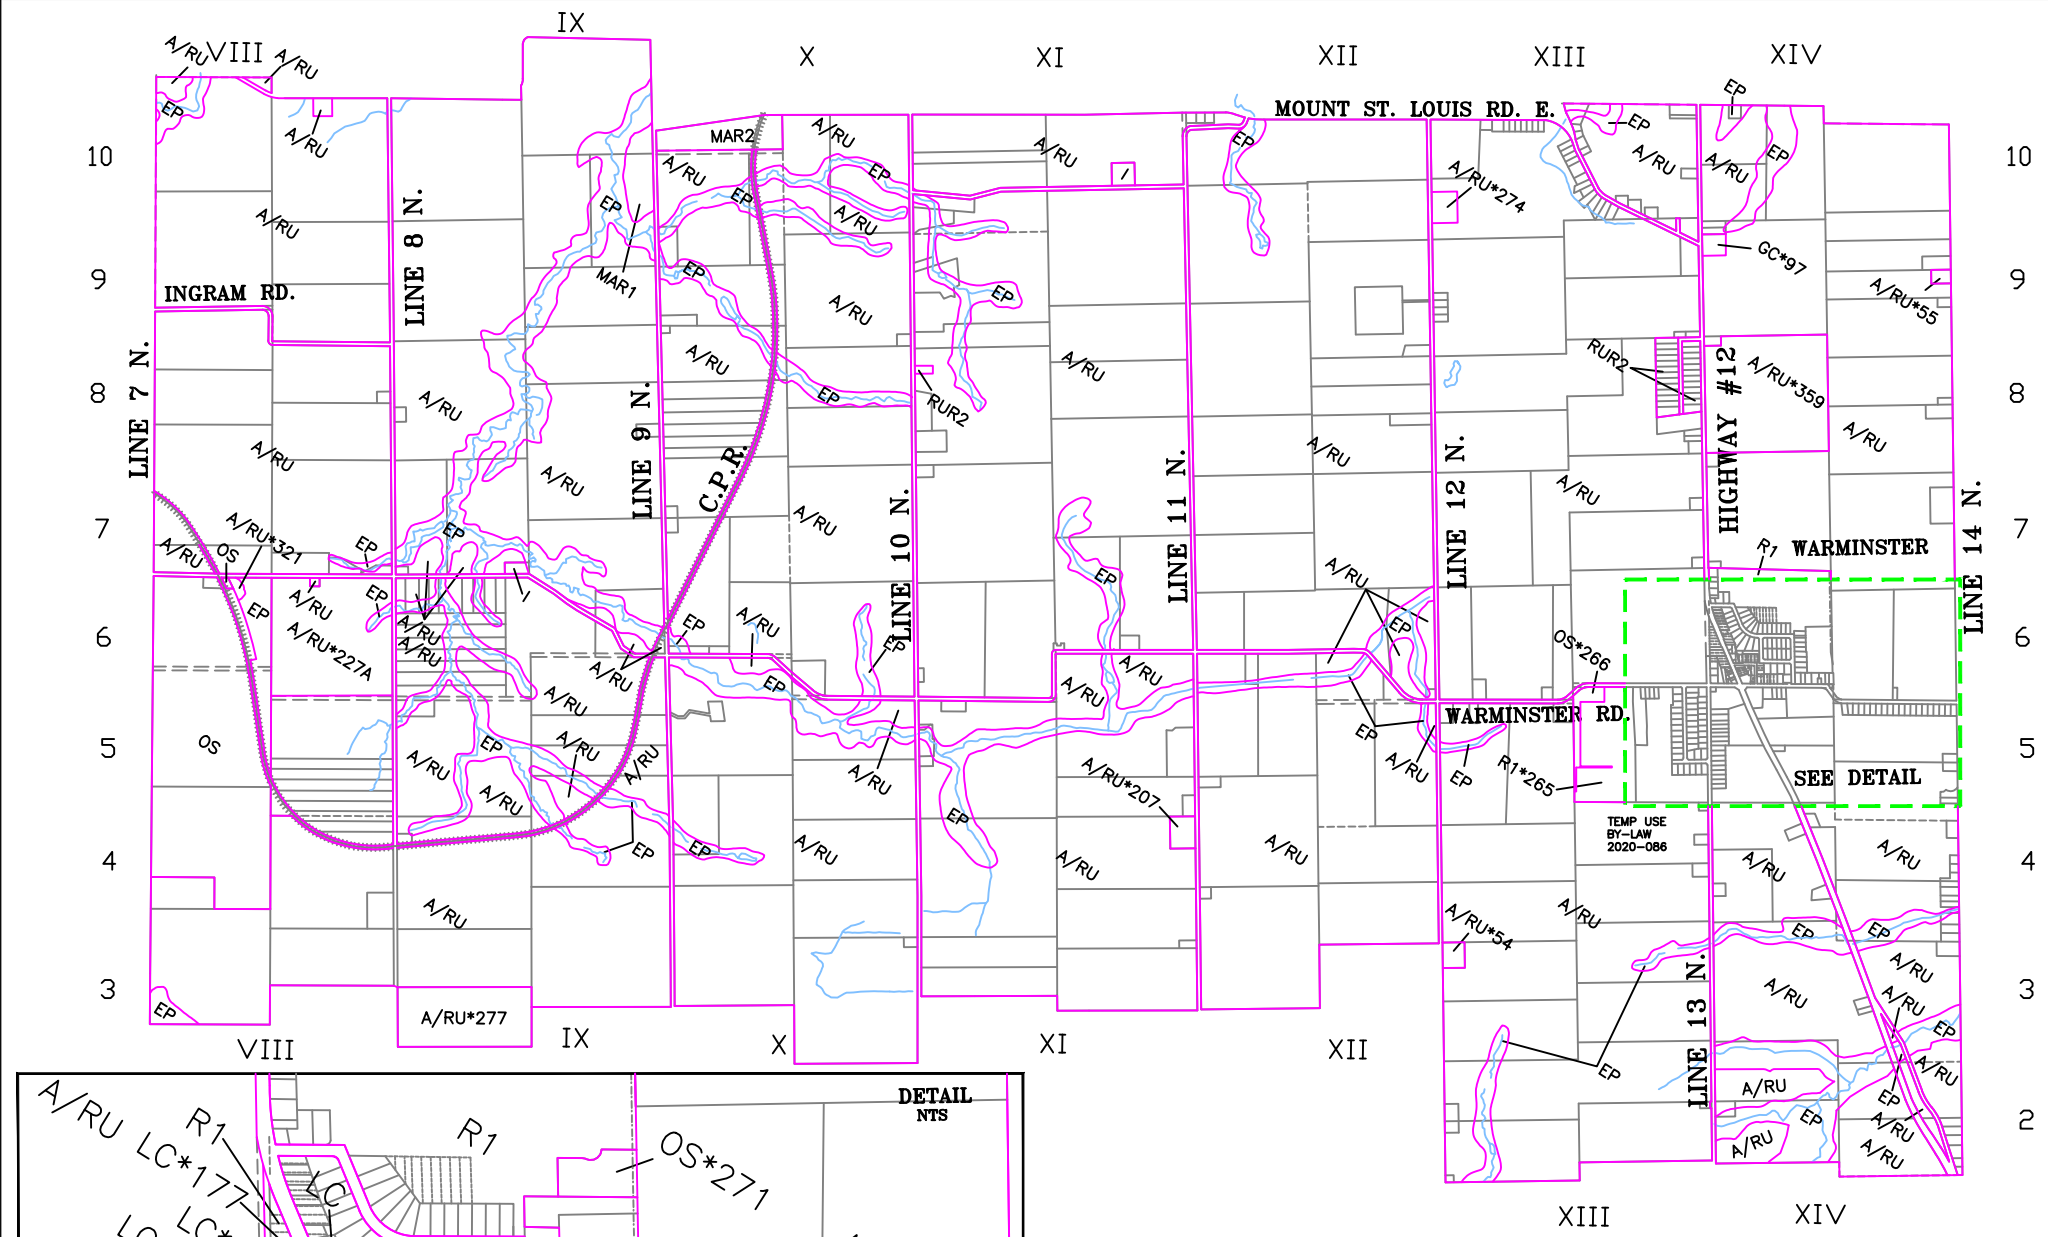 VIII
IX
X
XI
XII
XIII
XIV
A/RU
A/RU
EP
A/RU
MAR2
A/RU
A/RU
MOUNT ST. LOUIS RD. E.
EP
EP
EP
EP
A/RU
A/RU
10
A/RU
EP
EP
EP
A/RU
A/RU*274
10
A/RU
LINE 8 N.
MAR1
EP
A/RU
GC*97
9
INGRAM RD.
EP
A/RU*55
9
A/RU
RUR2
A/RU
A/RU
LINE 7 N.
8
A/RU
EP
RUR2
HIGHWAY #12
A/RU*359
8
A/RU
A/RU
LINE 9 N.
C.P.R.
A/RU
A/RU
A/RU
LINE 10 N.
LINE 11 N.
LINE 12 N.
LINE 14 N.
7
A/RU
OS
A/RU*321
EP
EP
A/RU
R1
WARMINSTER
7
EP
A/RU
EP
I
I
EP
A/RU
6
A/RU
A/RU*227A
A/RU
A/RU
EP
A/RU
EP
EP
OS*266
6
A/RU
A/RU
EP
A/RU
A/RU
WARMINSTER RD.
5
OS
EP
A/RU
A/RU
A/RU
A/RU
A/RU
A/RU*207
EP
A/RU
EP
R1*265
SEE DETAIL
5
EP
EP
EP
A/RU
A/RU
A/RU
TEMP USE
BY-LAW
2020-086
A/RU
A/RU
4
4
A/RU
A/RU*54
A/RU
EP
EP
LINE 13 N.
A/RU
A/RU
A/RU
3
EP
A/RU*277
3
EP
VIII
IX
X
XI
XII
EP
A/RU
A/RU
EP
EP
A/RU
A/RU
A/RU
2
2
XIII
XIV
DETAIL
NTS
A/RU
R1
LC*177
R1
LC
OS*271
LC*